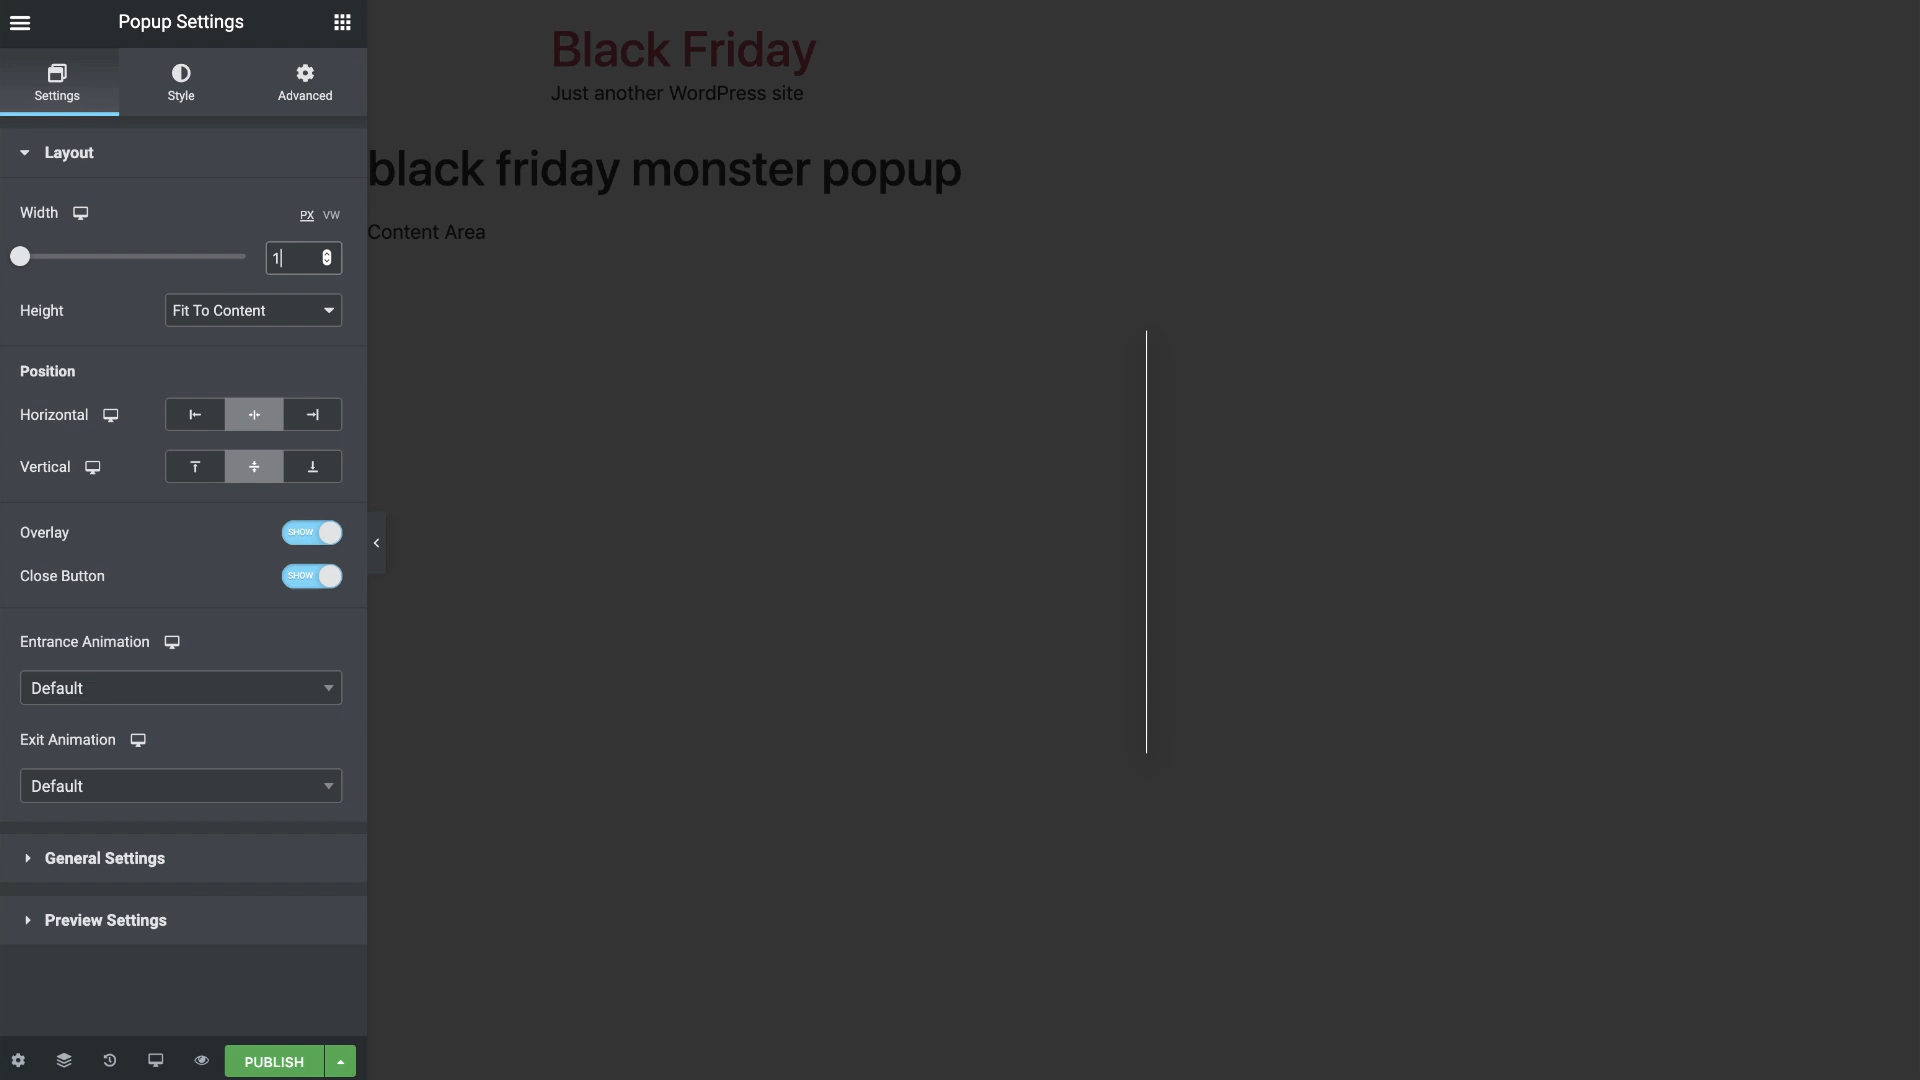 Popup Settings
Settings
Style
Advanced
Layout
Width
PX VW
1
Height
Fit To Content
Position
Horizontal
Vertical
Overlay
SHOW
Close Button
SHOW
Entrance Animation
Default
Exit Animation
Default
General Settings
Preview Settings
PUBLISH
Black Friday
Just another WordPress site
black friday monster popup
Content Area